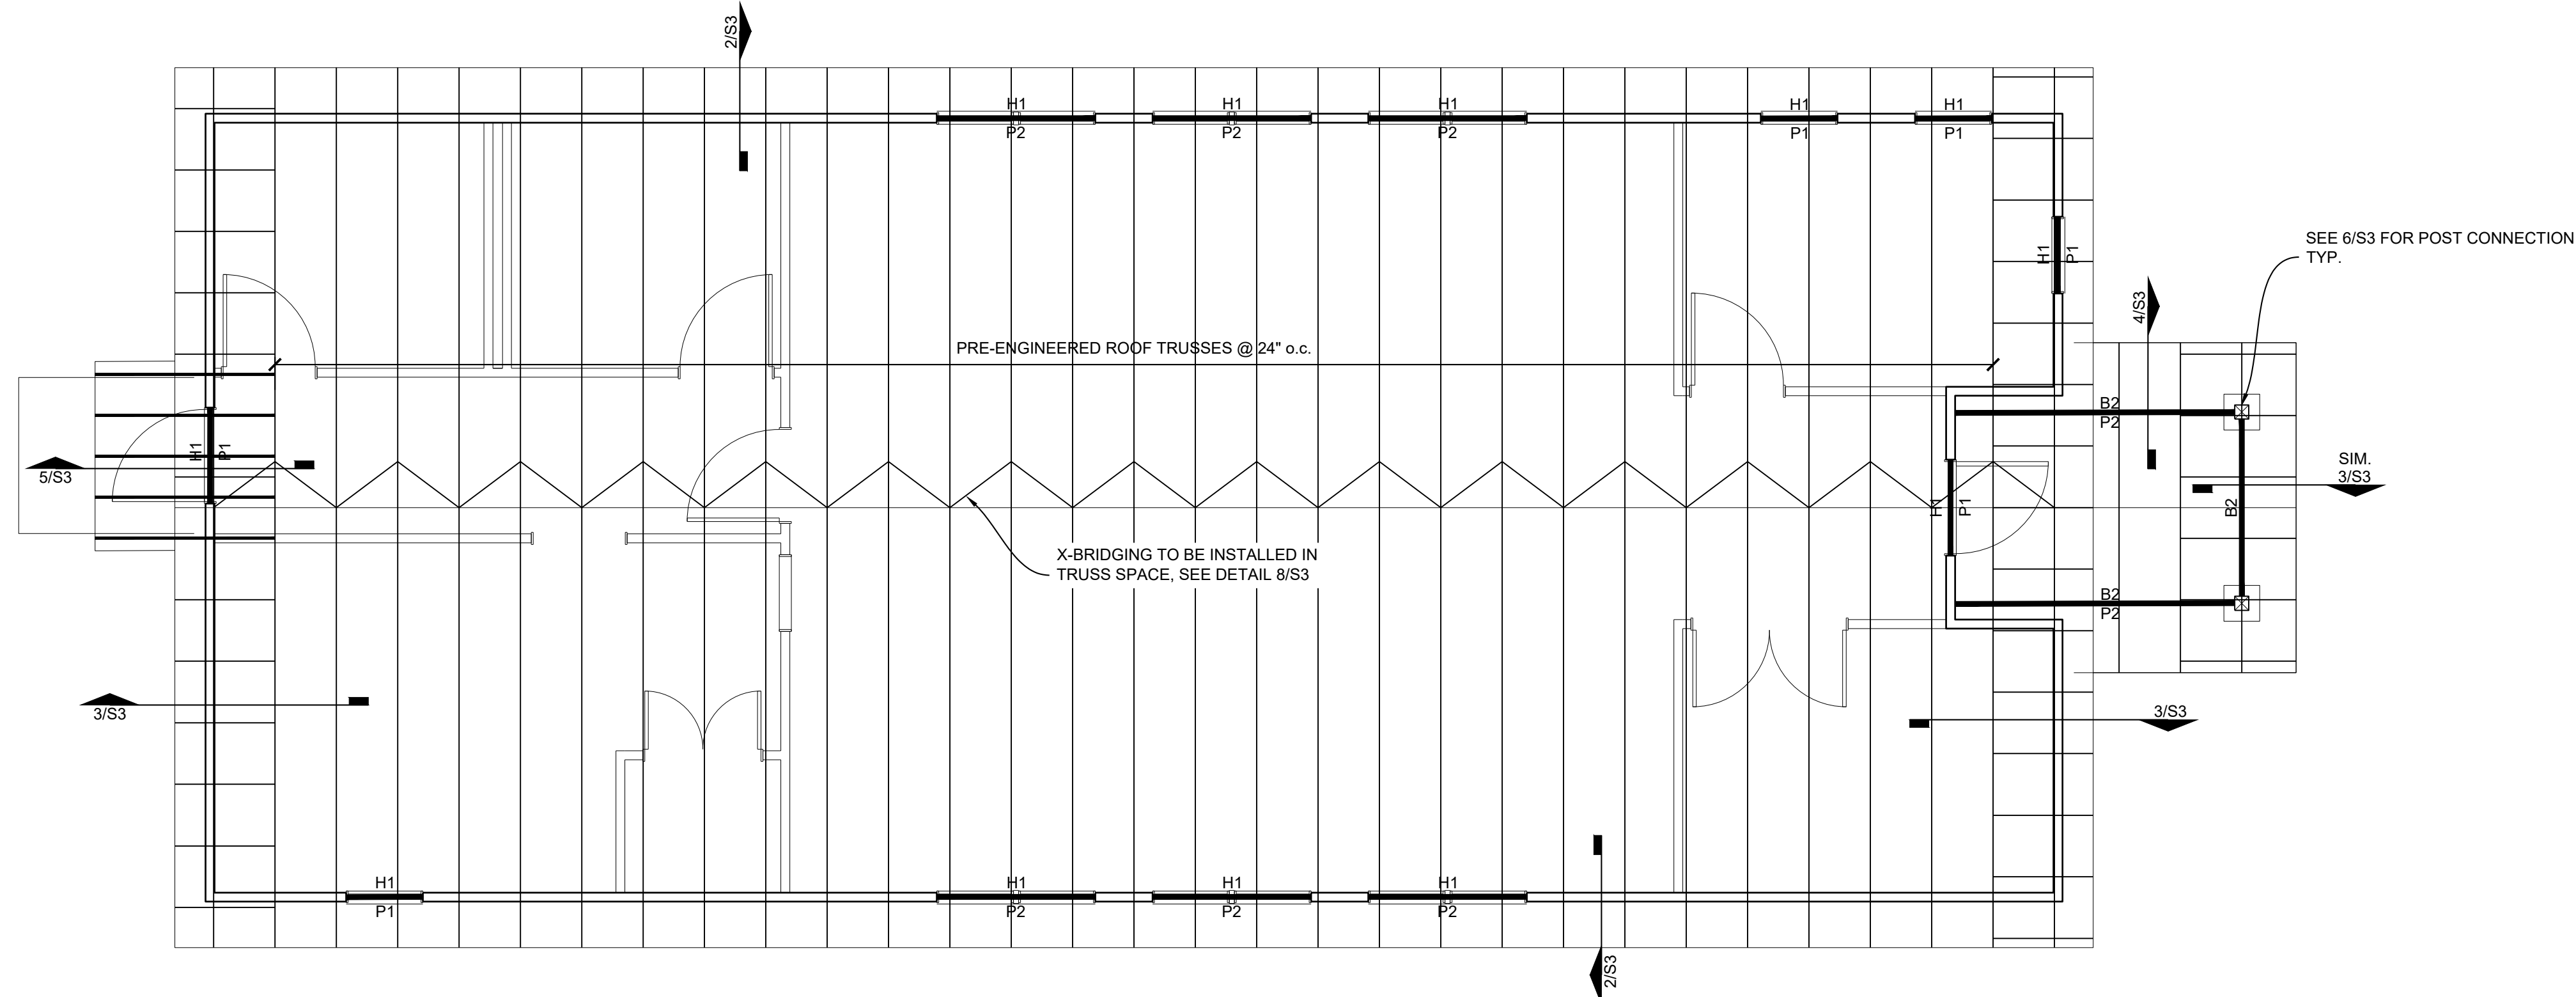 2/S3
H1
H1
H1
H1
H1
P2
P2
P2
P1
P1
H1
P1
SEE 6/S3 FOR POST CONNECTION
TYP.
4/S3
PRE-ENGINEERED ROOF TRUSSES @ 24" o.c.
B2
P2
H1
P1
5/S3
SIM.
3/S3
H1
P1
B2
X-BRIDGING TO BE INSTALLED IN
TRUSS SPACE, SEE DETAIL 8/S3
B2
P2
3/S3
3/S3
H1
H1
H1
H1
P1
P2
P2
P2
2/S3